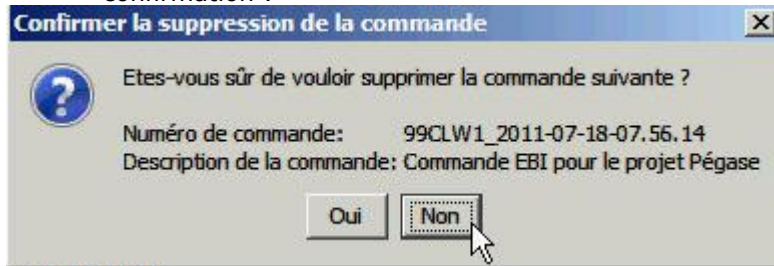 confirmation :
Confirmer la suppression de la commande
Etes-vous sûr de vouloir supprimer la commande suivante ?
Numéro de commande: 99CLW1_2011-07-18-07.56.14
Description de la commande: Commande EBI pour le projet Pégase
Oui Non